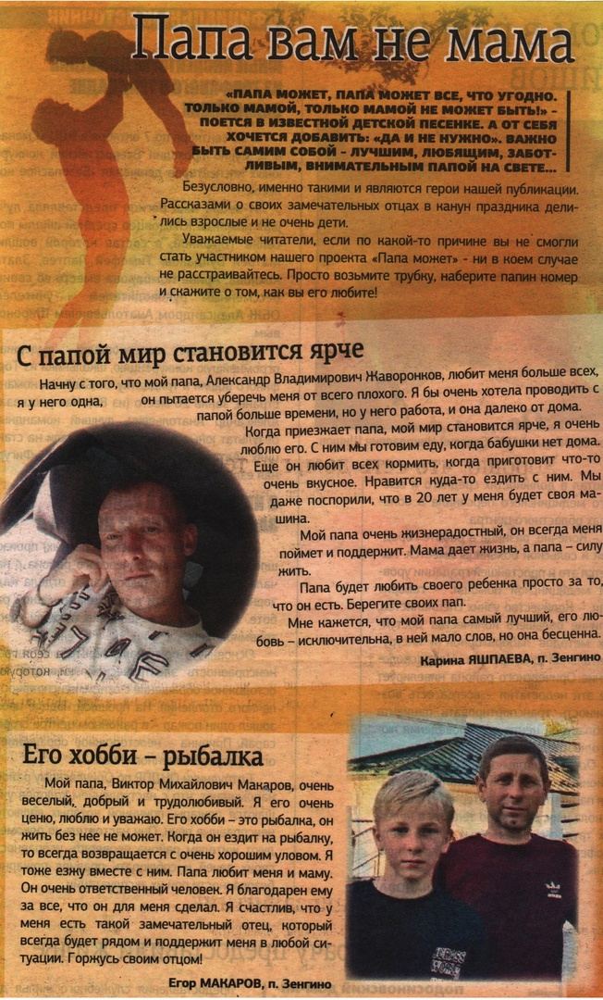 Папа вам не мама
«ПАПА МОЖЕТ, ПАПА МОЖЕТ ВСЕ, ЧТО УГОДНО.
ТОЛЬКО МАМОЙ, ТОЛЬКО МАМОЙ НЕ МОЖЕТ БЫТЬ!» -
ПОЕТСЯ В ИЗВЕСТНОЙ ДЕТСКОЙ ПЕСЕНКЕ. А ОТ СЕБЯ
ХОЧЕТСЯ ДОБАВИТЬ: «ДА И НЕ НУЖНО». ВАЖНО
БЫТЬ САМИМ СОБОЙ - ЛУЧШИМ, ЛЮБЯЩИМ, ЗАБОТ-
ЛИВЫМ, ВНИМАТЕЛЬНЫМ ПАПОЙ НА СВЕТЕ...
Безусловно, именно такими и являются герои нашей публикации.
Рассказами о своих замечательных отцах в канун праздника дели-
лись взрослые и не очень дети.
Уважаемые читатели, если по какой-то причине вы не смогли
стать участником нашего проекта «Папа может» - ни в коем случае
не расстраивайтесь. Просто возьмите трубку, наберите папин номер
и скажите о том, как вы его любите!
С папой мир становится ярче
Начну с того, что мой папа, Александр Владимирович Жаворонков, любит меня больше всех,
я у него одна, он пытается уберечь меня от всего плохого. Я бы очень хотела проводить с
папой больше времени, но у него работа, и она далеко от дома.
Когда приезжает папа, мой мир становится ярче, я очень
люблю его. С ним мы готовим еду, когда бабушки нет дома.
Еще он любит всех кормить, когда приготовит что-то
очень вкусное. Нравится куда-то ездить с ним. Мы
даже поспорили, что в 20 лет у меня будет своя ма-
шина.
Мой папа очень жизнерадостный, он всегда меня
поймет и поддержит. Мама дает жизнь, а папа – силу
жить.
Папа будет любить своего ребенка просто за то,
что он есть. Берегите своих пап.
Мне кажется, что мой папа самый лучший, его лю-
бовь – исключительна, в ней мало слов, но она бесценна.
Карина ЯШПАЕВА, п. Зенгино
Его хобби – рыбалка
Мой папа, Виктор Михайлович Макаров, очень
веселый, добрый и трудолюбивый. Я его очень
ценю, люблю и уважаю. Его хобби – это рыбалка, он
жить без нее не может. Когда он ездит на рыбалку,
то всегда возвращается с очень хорошим уловом. Я
тоже езжу вместе с ним. Папа любит меня и маму.
Он очень ответственный человек. Я благодарен ему
за все, что он для меня сделал. Я счастлив, что у
меня есть такой замечательный отец, который
всегда будет рядом и поддержит меня в любой си-
туации. Горжусь своим отцом!
Егор МАКАРОВ, п. Зенгино